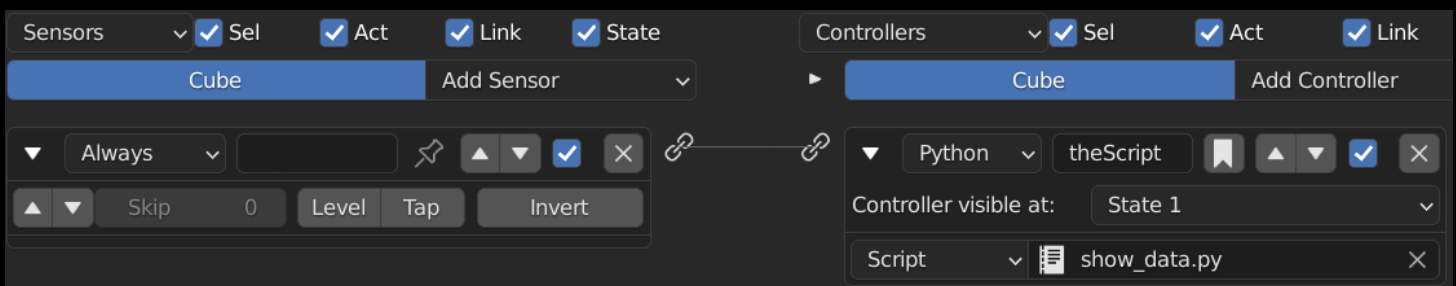 Sensors Sel Act Link State Controllers Sel Act Link
Cube Add Sensor Cube Add Controller
Always Python theScript
Skip 0 Level Tap Invert Controller visible at: State 1
Script show_data.py